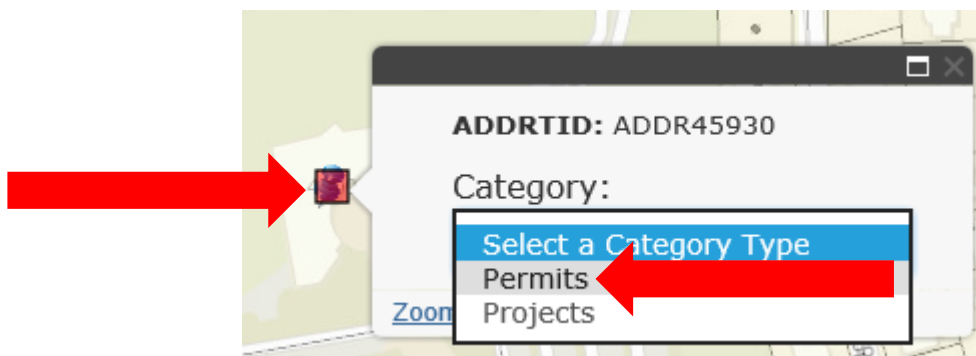 ADDRTID: ADDR45930
Category:
Select a Category Type
Permits
Zoom
Projects